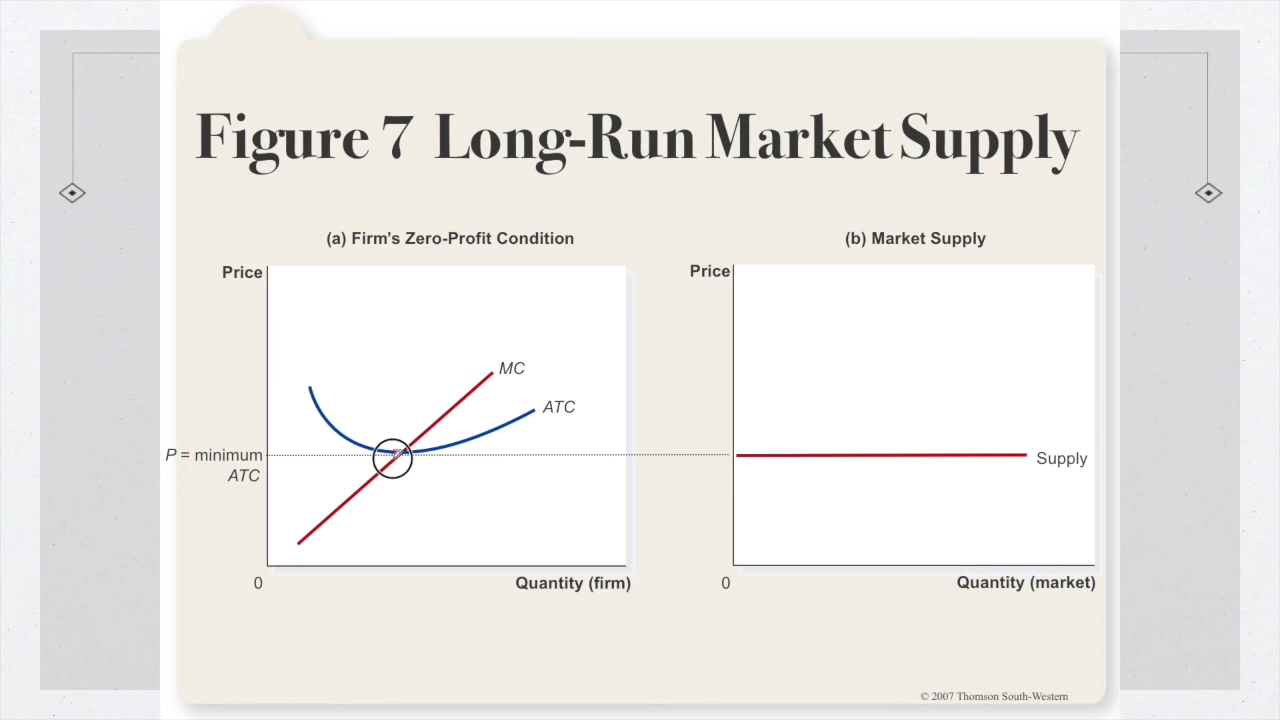 Figure 7 Long-Run Market Supply
(a) Firm's Zero-Profit Condition
Price
MC
ATC
P = minimum
ATC
0
Quantity (firm)
(b) Market Supply
Price
Supply
0
Quantity (market)
© 2007 Thomson South-Western